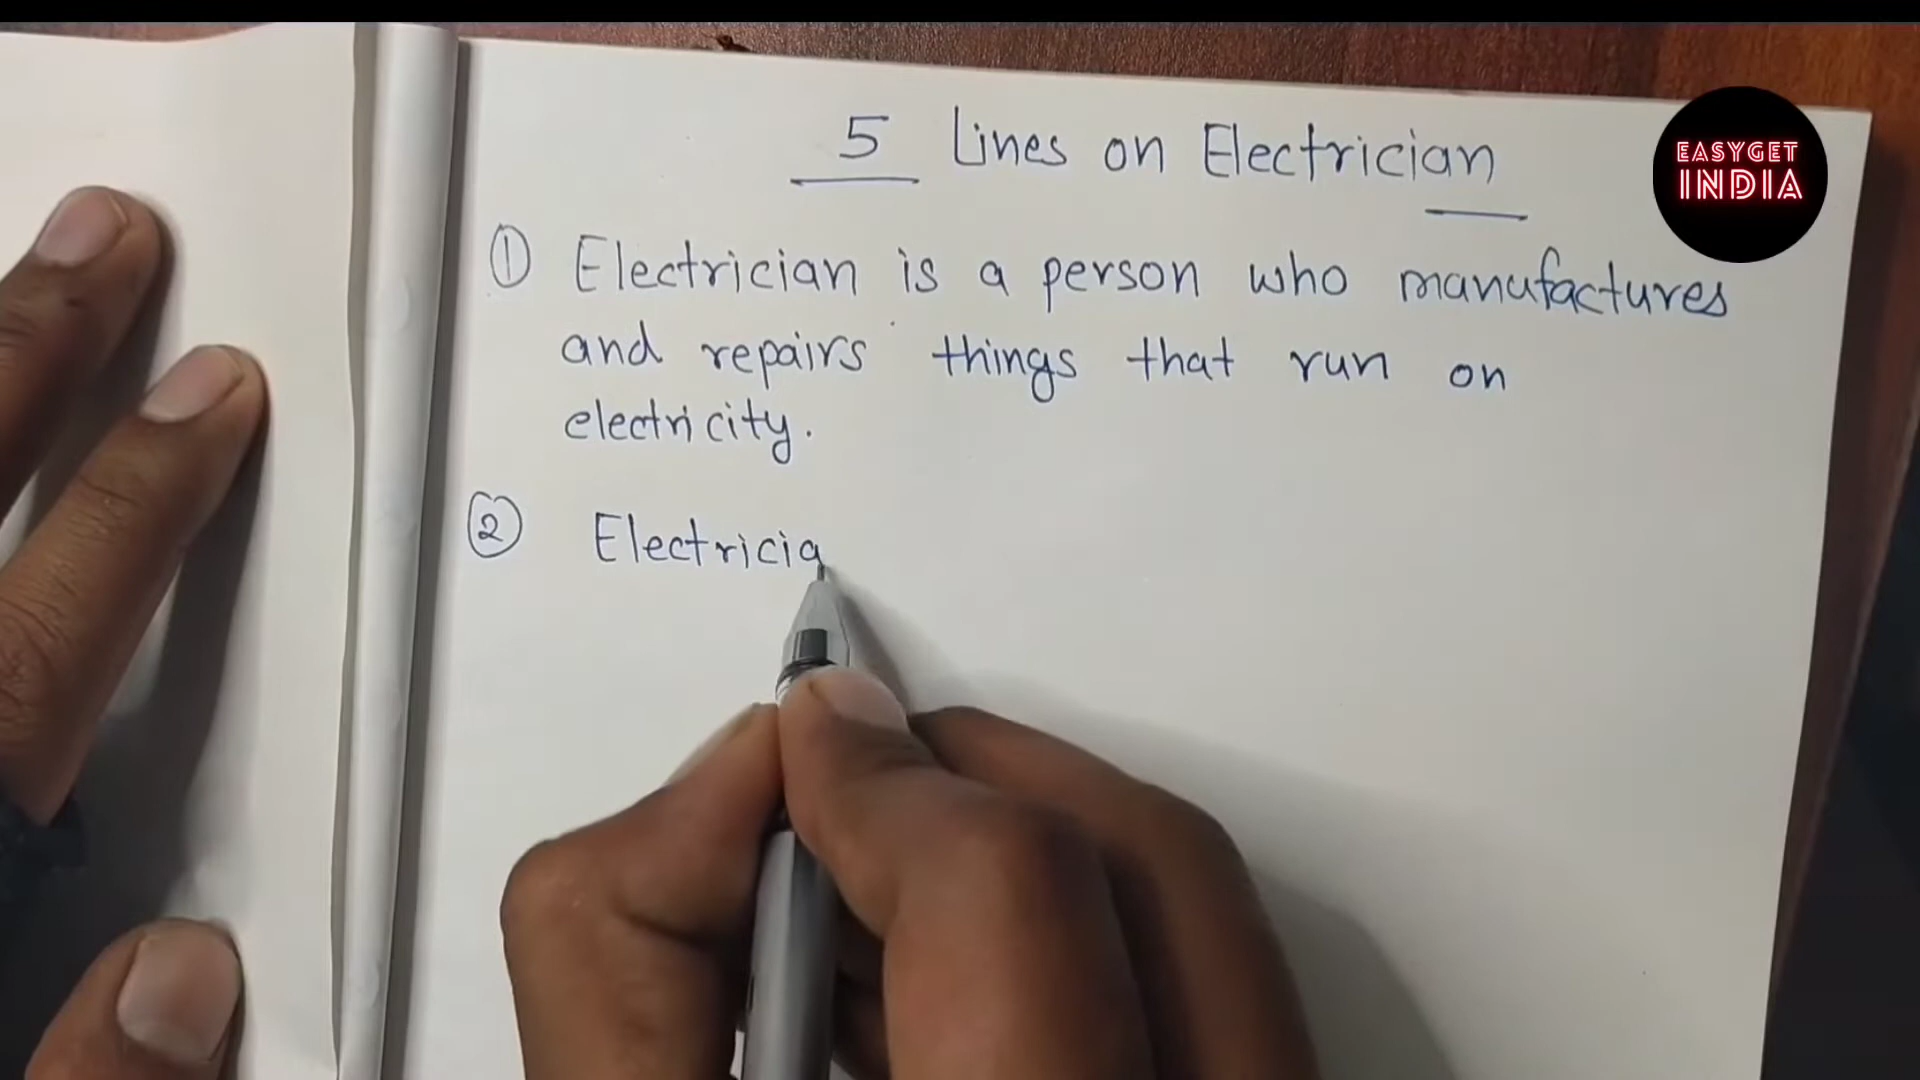 5 Lines on Electrician
EASYGET
INDIA
① Electrician is a person who manufactures
and repairs things that run on
electricity.
② Electricia